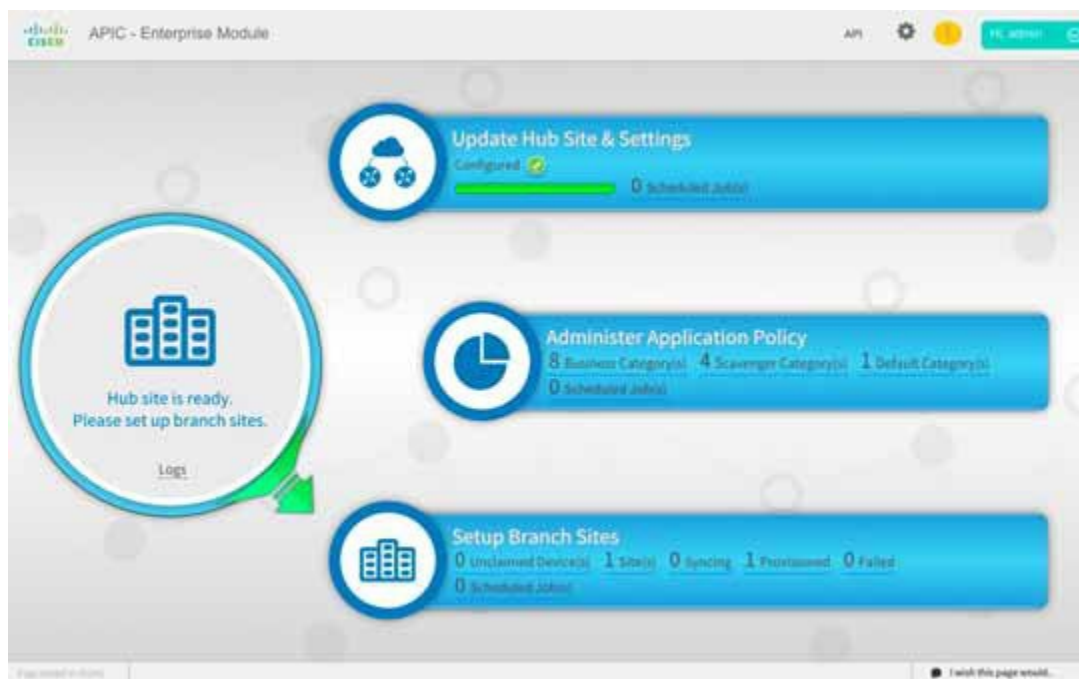 CISCO
APIC - Enterprise Module
API
Hi, admin
Update Hub Site & Settings
Configured
0 Scheduled Job(s)
Hub site is ready.
Please set up branch sites.
Logs
Administer Application Policy
8 Business Category(s) 4 Scavenger Category(s) 1 Default Category(s)
0 Scheduled Job(s)
Setup Branch Sites
0 Unclaimed Device(s) 1 Site(s) 0 Syncing 1 Provisioned 0 Failed
0 Scheduled Job(s)
I wish this page would...